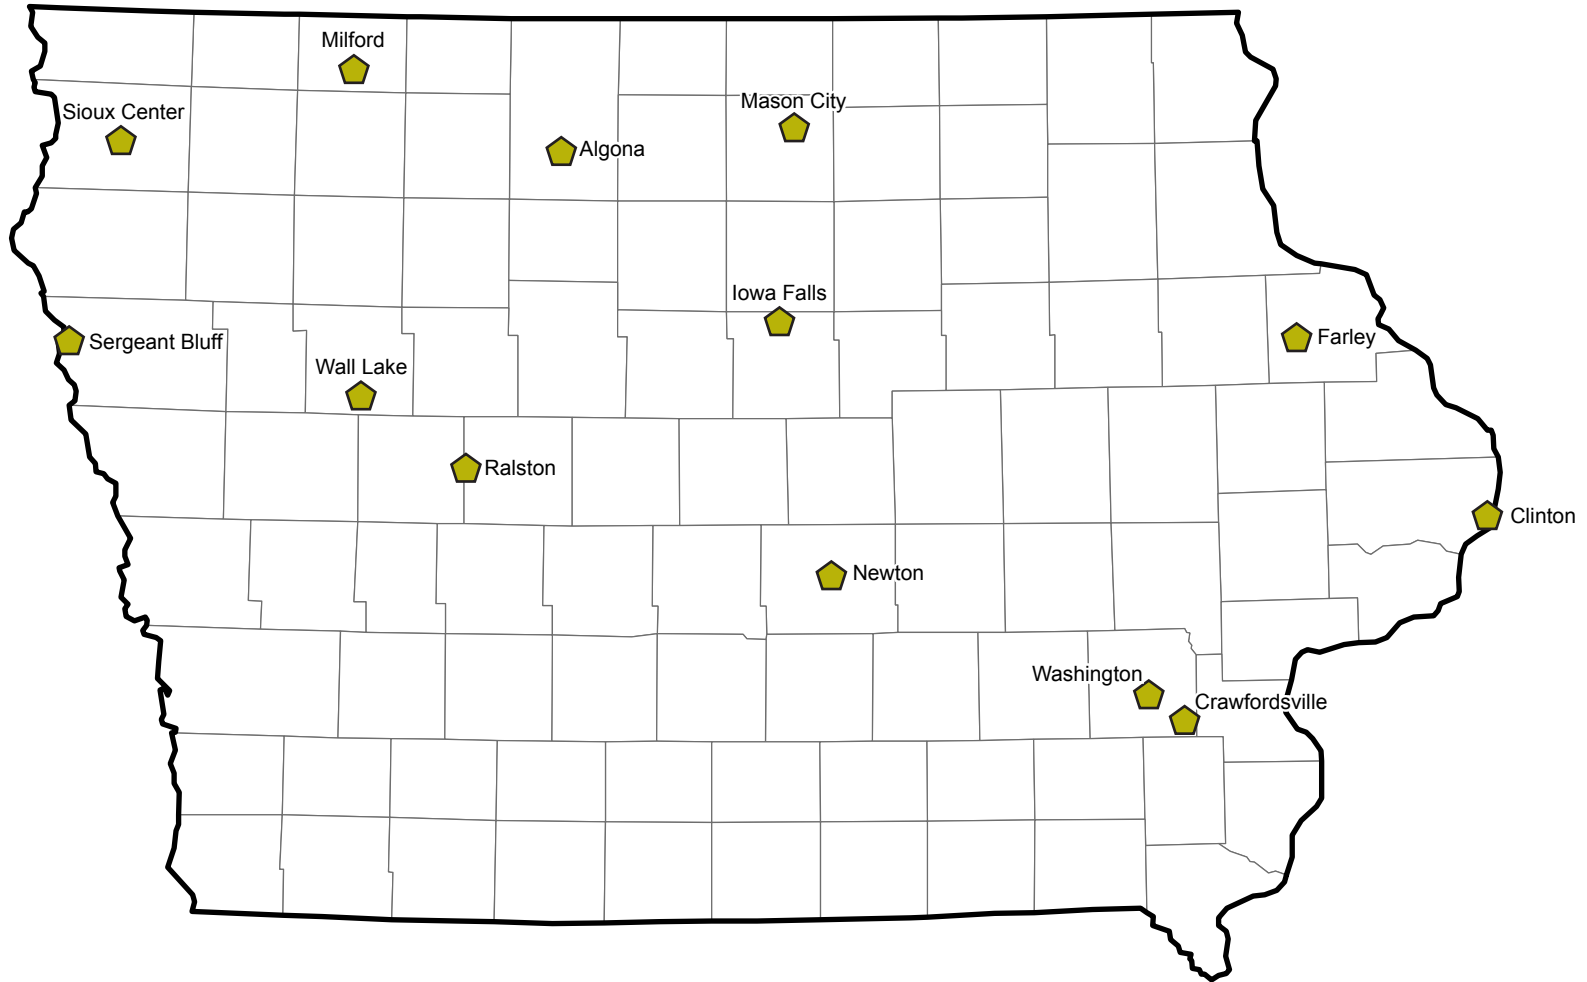 Milford
Mason City
Sioux Center
Algona
Iowa Falls
Sergeant Bluff
Farley
Wall Lake
Ralston
Clinton
Newton
Washington
Crawfordsville